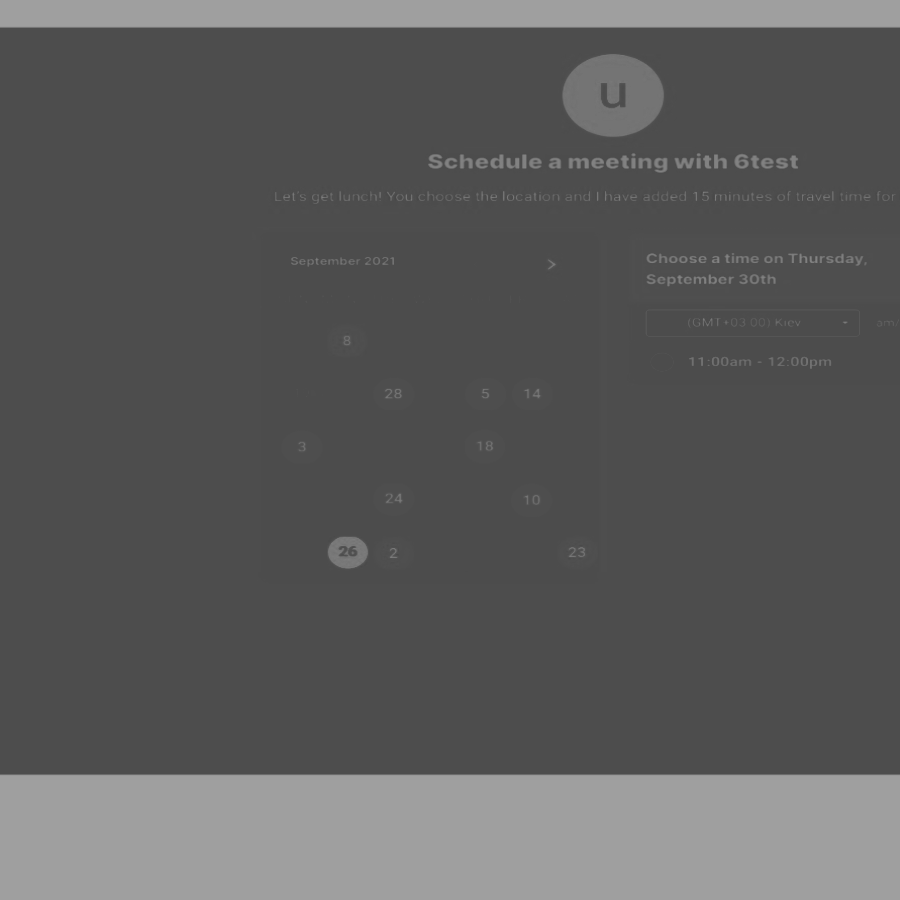 u
Schedule a meeting with 6test
Let's get lunch! You choose the location and I have added 15 minutes of travel time for
September 2021
8
28 5 14
3 18
24 10
26 2 23
Choose a time on Thursday,
September 30th
(GMT+03:00) Kiev am/
11:00am - 12:00pm